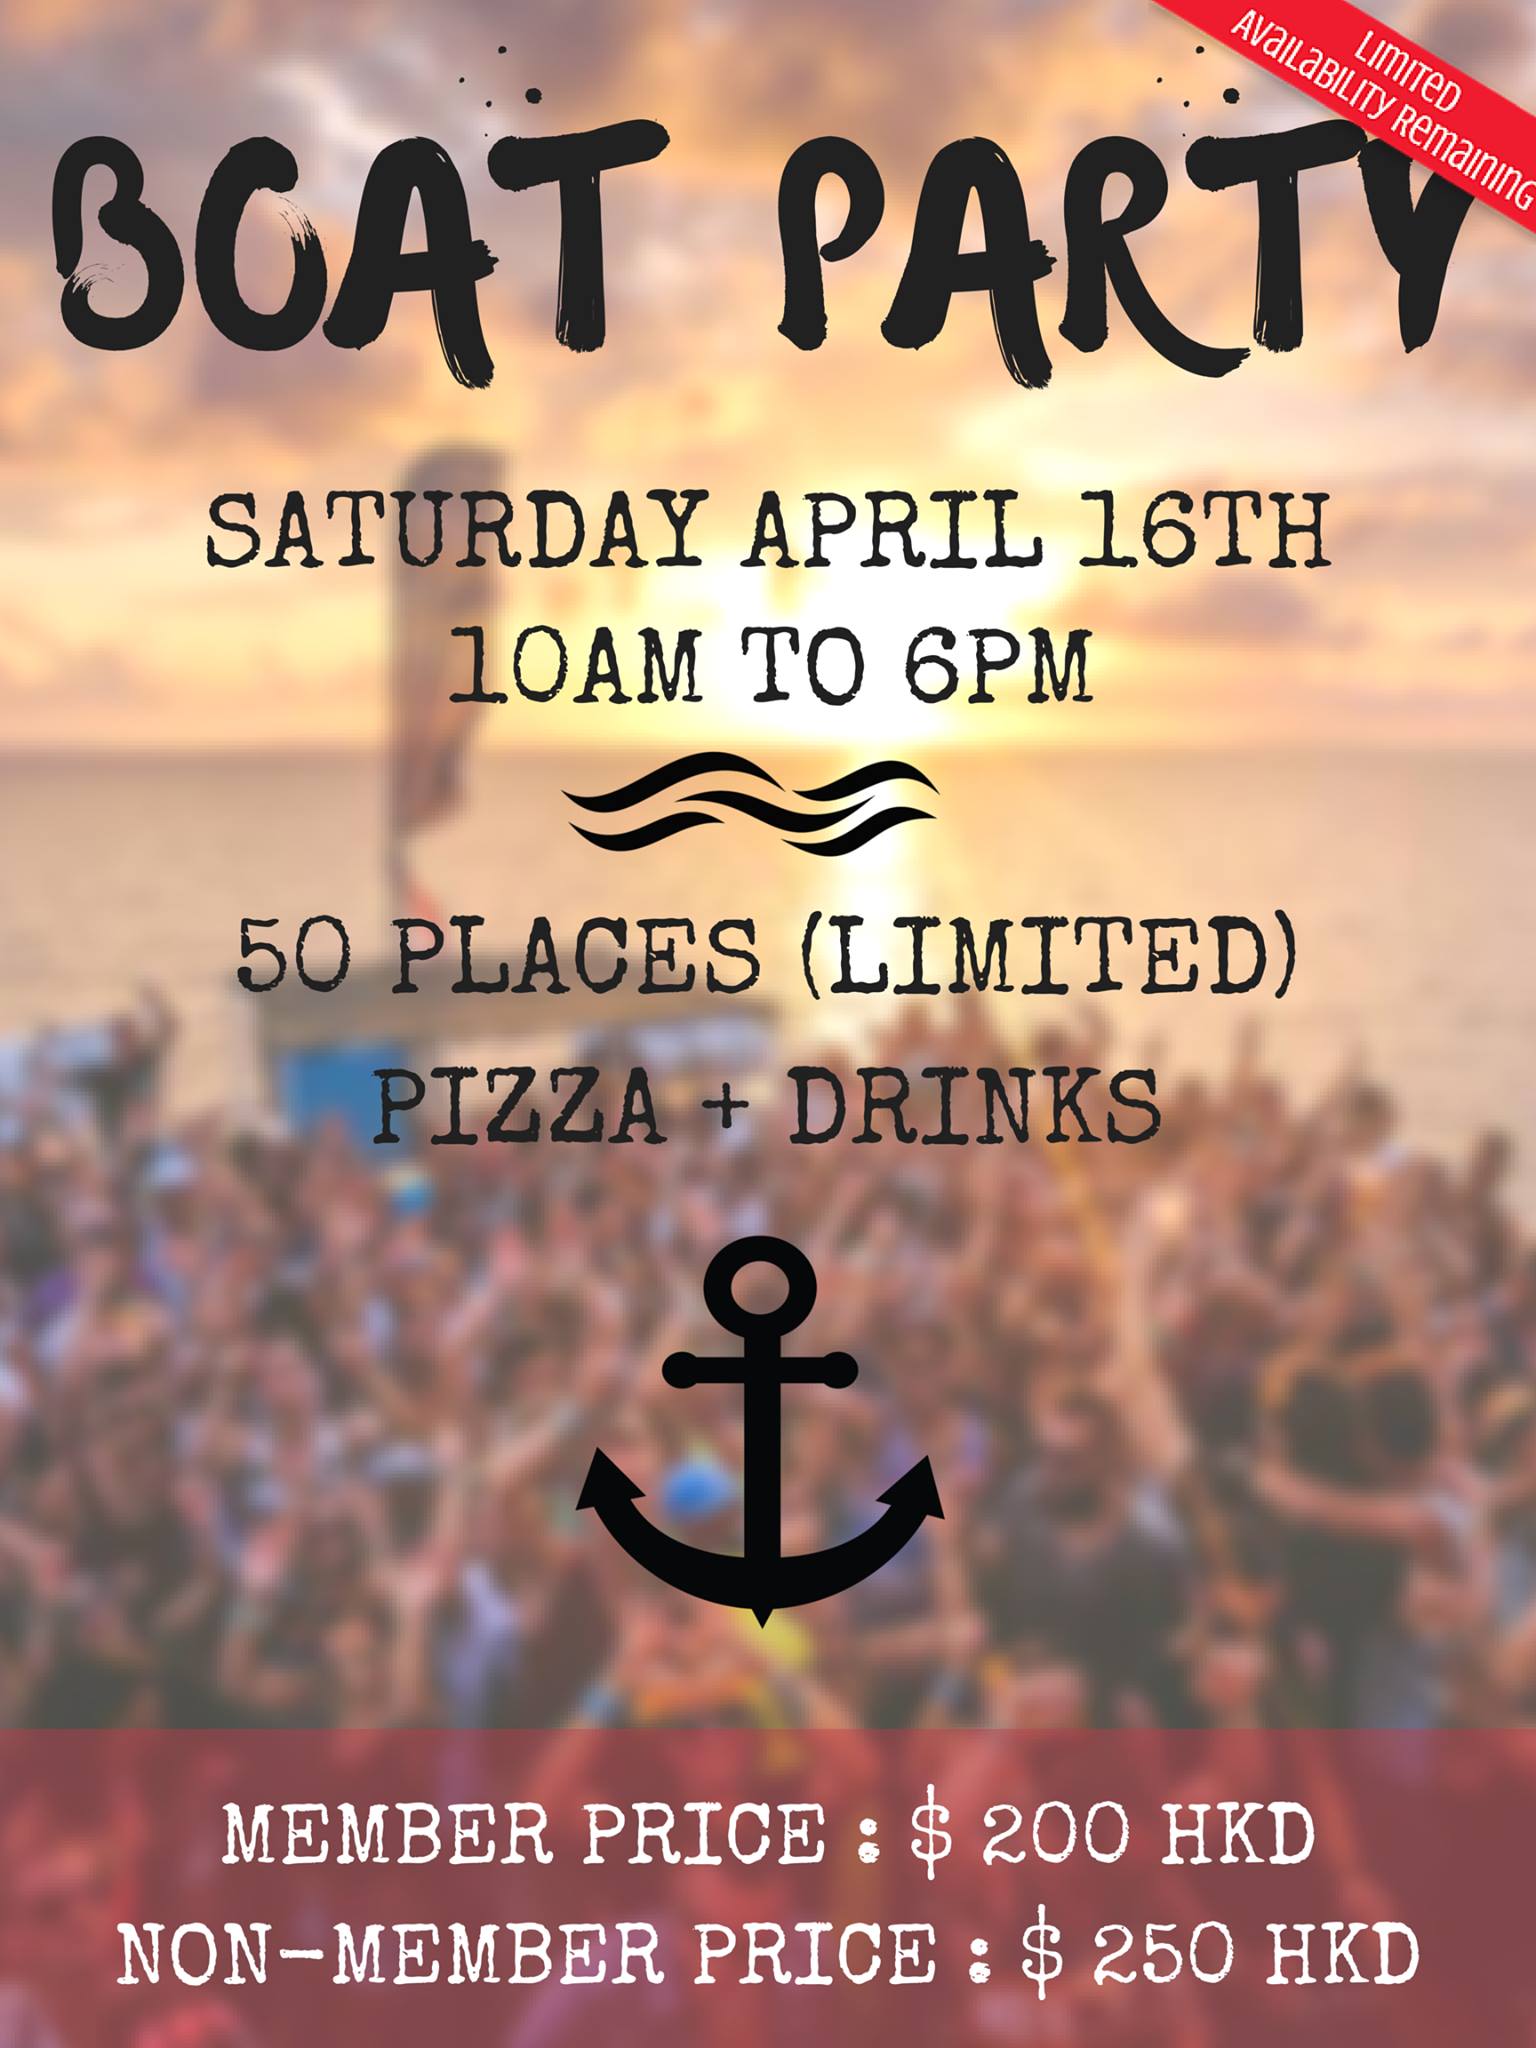 Limited
Availability Remaining
BOAT PARTY
SATURDAY APRIL 16TH
10AM TO 6PM
50 PLACES (LIMITED)
PIZZA + DRINKS
MEMBER PRICE : $ 200 HKD
NON-MEMBER PRICE : $ 250 HKD